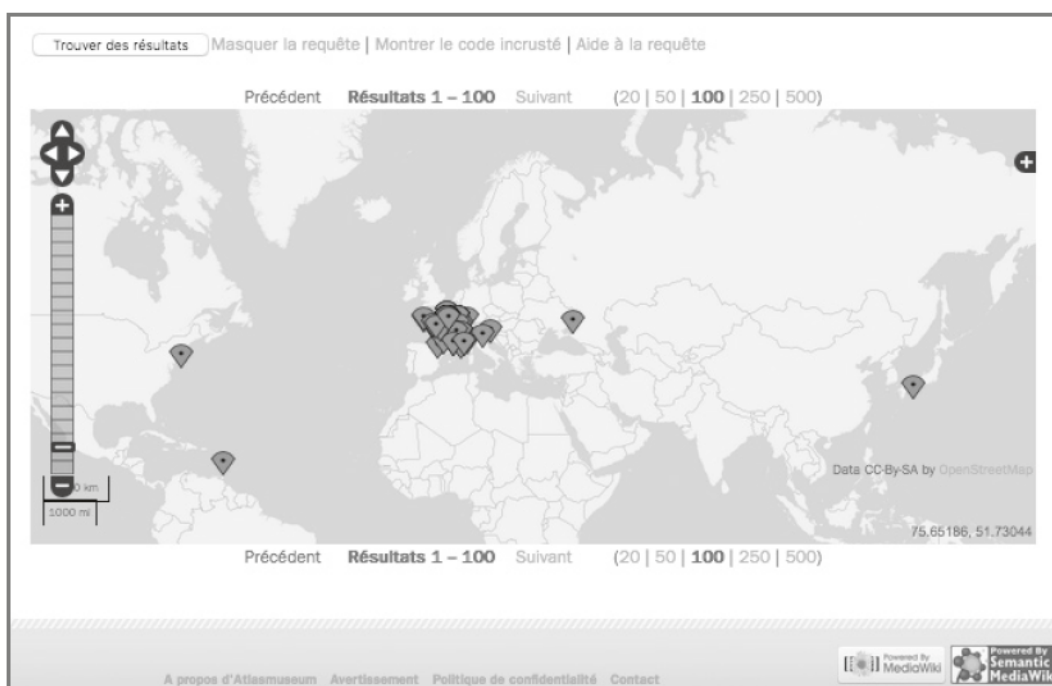 Trouver des résultats Masquer la requête | Montrer le code incrusté | Aide à la requête
Précédent Résultats 1 – 100 Suivant (20 | 50 | 100 | 250 | 500)
Data CC-By-SA by OpenStreetMap
km
1000 mi
75.65186, 51.73044
Précédent Résultats 1 – 100 Suivant (20 | 50 | 100 | 250 | 500)
Powered By
MediaWiki
Powered By
Semantic
MediaWik
A propos d'Atlasmuseum Avertissement Politique de confidentialité Contact